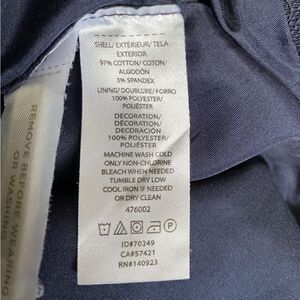 SHELL/ EXTÉRIEUR/ TELA
EXTERIOR
97% COTTON/ COTON/
ALGODÓN
3% SPANDEX
LINING/ DOUBLURE/ FORRO
100% POLYESTER/
POLIÉSTER
DECORATION/
DÉCORATION/
DECORACIÓN
100% POLYESTER/
POLIÉSTER
MACHINE WASH COLD
ONLY NON-CHLORINE
BLEACH WHEN NEEDED
TUMBLE DRY LOW
COOL IRON IF NEEDED
OR DRY CLEAN
476002
ID#70249
CA#57421
RN#140923
REMOVE BEFORE WEARING
OR WASHING